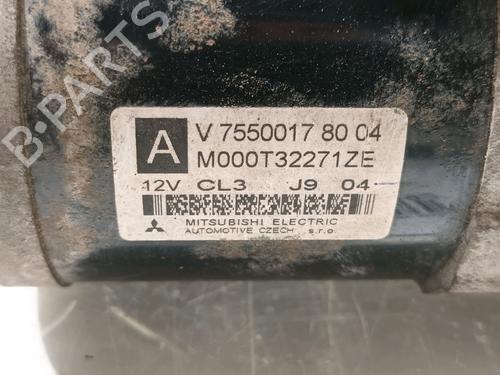 B-PARTS
A
V 7550017 80 04
M000T32271ZE
12V CL3 J9 04
MITSUBISHI ELECTRIC
AUTOMOTIVE CZECH s.r.o.